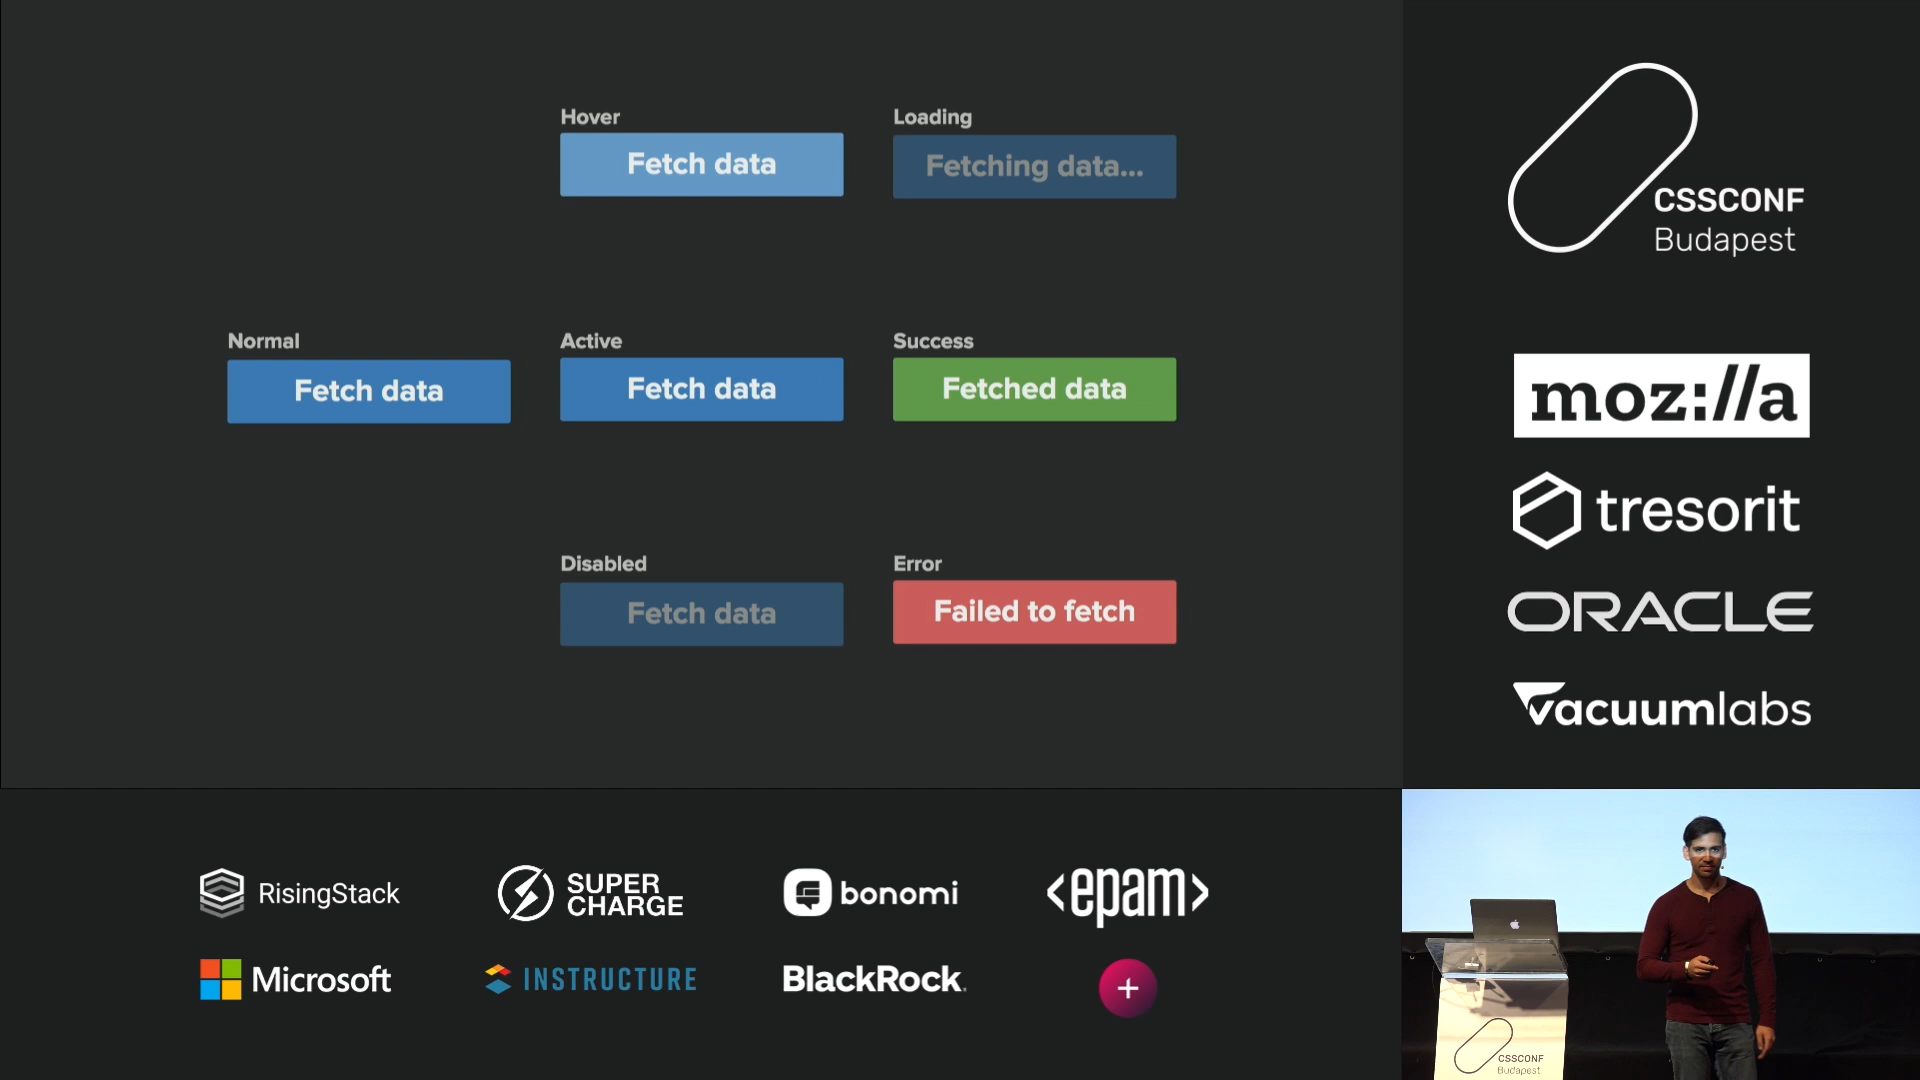 Hover
Fetch data
Loading
Fetching data...
Normal
Fetch data
Active
Fetch data
Success
Fetched data
Disabled
Fetch data
Error
Failed to fetch
CSSCONF
Budapest
moz://a
tresorit
ORACLE
vacuumlabs
RisingStack
SUPER
CHARGE
bonomi
<epam>
Microsoft
INSTRUCTURE
BlackRock.
+
CSSCONF
Budapest